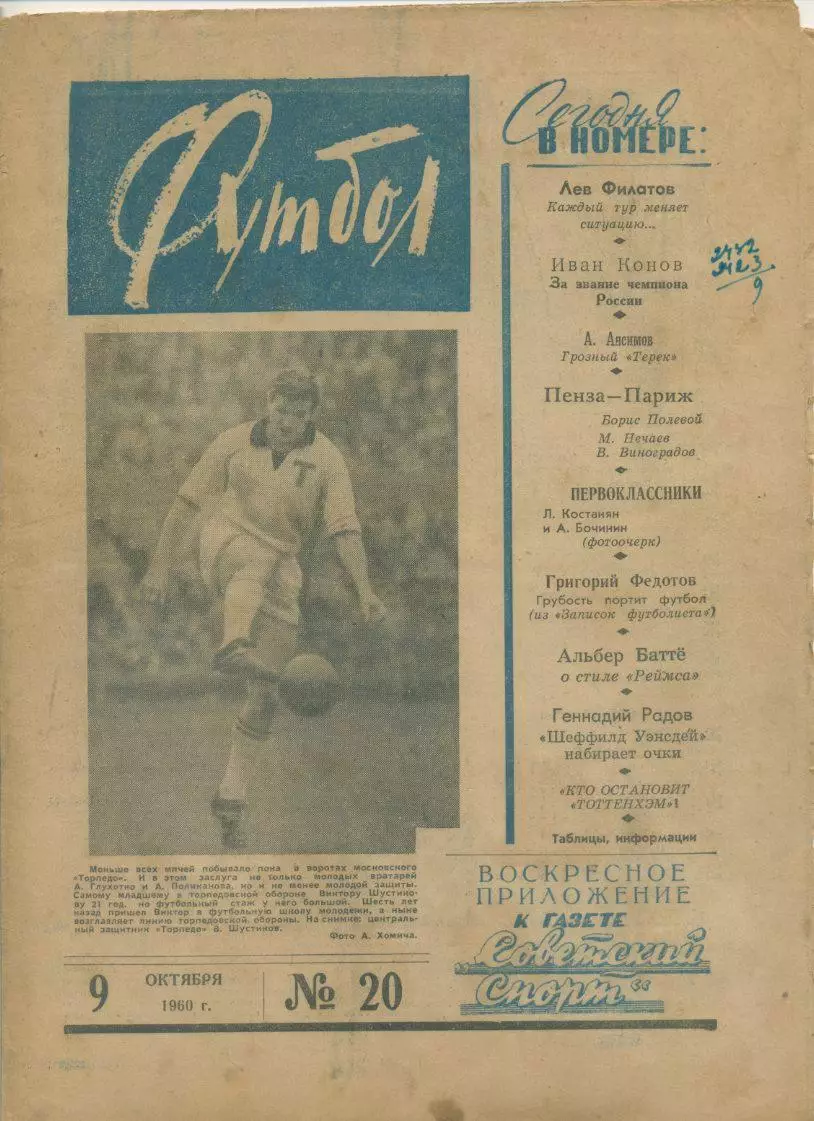 Футбол
Сегодня
В НОМЕРЕ:
Лев Филатов
Каждый тур меняет
ситуацию...
Иван Конов
За звание чемпиона
России
А. Анисимов
Грозный «Терек»
Пенза—Париж
Борис Полевой
М. Нечаев
В. Виноградов
ПЕРВОКЛАССНИКИ
Л. Костанян
и А. Бочинин
(фотоочерк)
Григорий Федотов
Грубость портит футбол
(из «Записок футболиста»)
Альбер Баттё
о стиле «Реймса»
Геннадий Радов
«Шеффилд Уэнсдей»
набирает очки
«КТО ОСТАНОВИТ
«ТОТТЕНХЭМ»!
Таблицы, информации
Т
Меньше всех мячей побывало пока в воротах московского
«Торпедо». И в этом заслуга не только молодых вратарей
А. Глухотко и А. Поликанова, но и не менее молодой защиты.
Самому младшему в торпедовской обороне Виктору Шустико-
ву 21 год, но футбольный стаж у него большой. Шесть лет
назад пришел Виктор в футбольную школу молодежи, а ныне
возглавляет линию торпедовской обороны. На снимке: централь-
ный защитник «Торпедо» В. Шустиков.
Фото А. Хомича.
9 ОКТЯБРЯ
1960 г.
№ 20
ВОСКРЕСНОЕ
ПРИЛОЖЕНИЕ
К ГАЗЕТЕ
„Советский
Спорт“